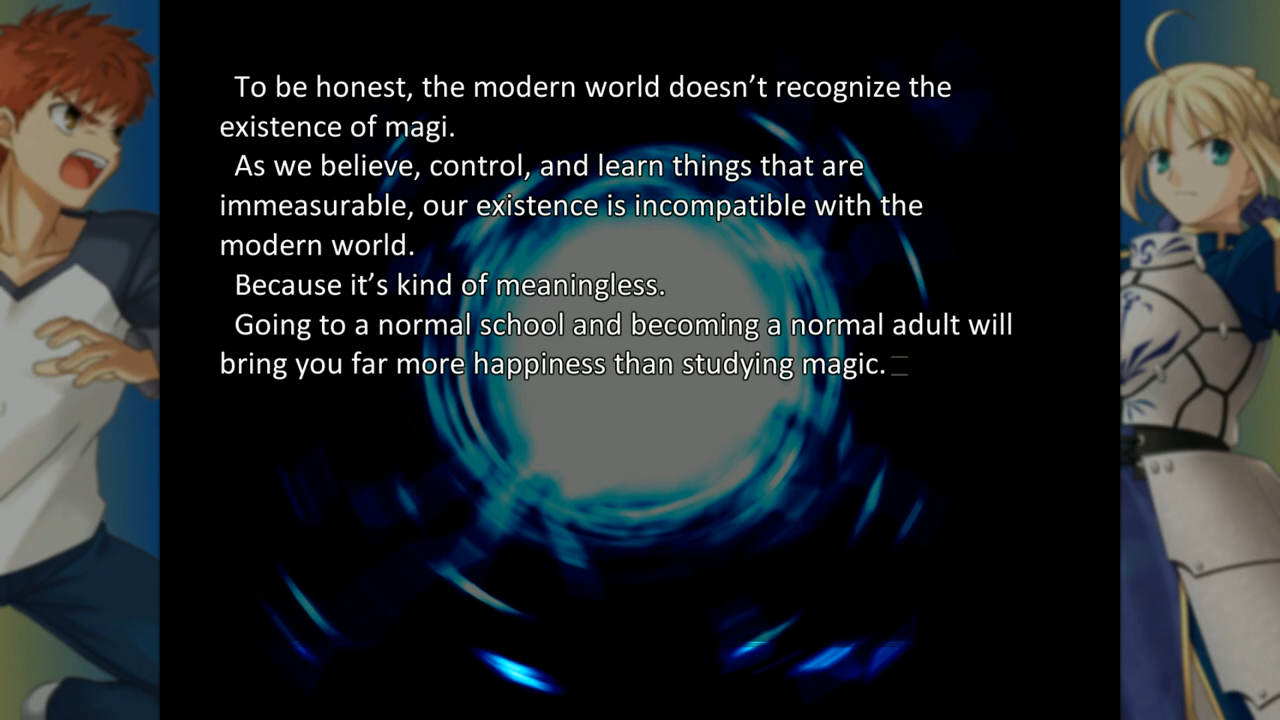 To be honest, the modern world doesn’t recognize the
existence of magi.
As we believe, control, and learn things that are
immeasurable, our existence is incompatible with the
modern world.
Because it’s kind of meaningless.
Going to a normal school and becoming a normal adult will
bring you far more happiness than studying magic.